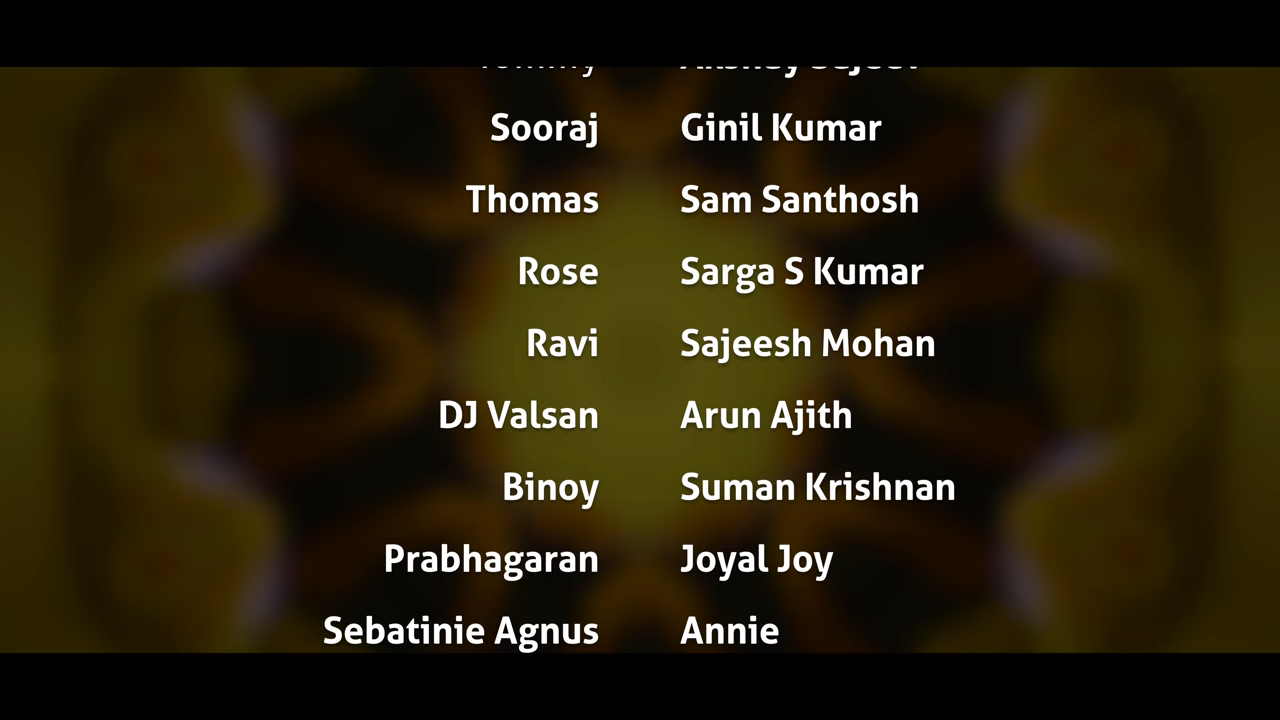 Sooraj Ginil Kumar
Thomas Sam Santhosh
Rose Sarga S Kumar
Ravi Sajeesh Mohan
DJ Valsan Arun Ajith
Binoy Suman Krishnan
Prabhagaran Joyal Joy
Sebatinie Agnus Annie